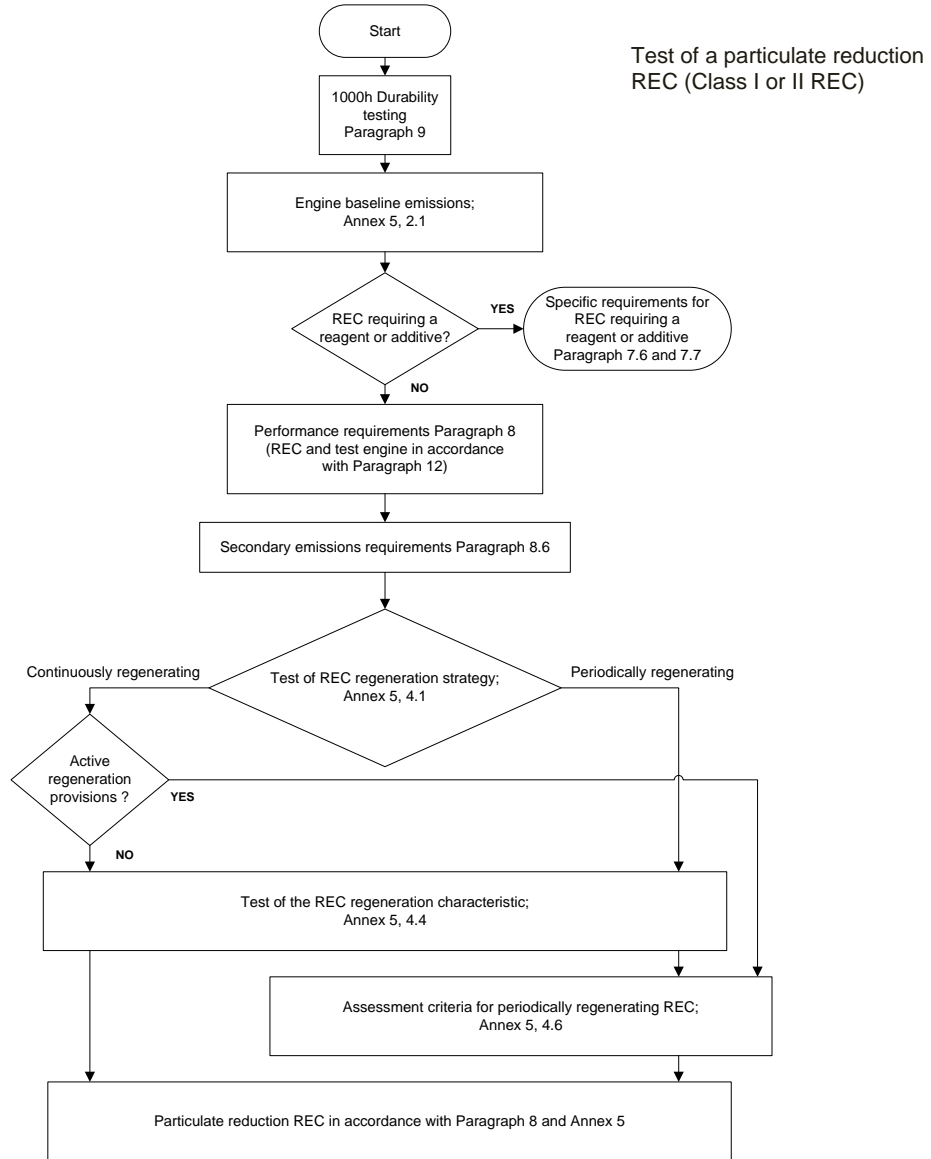 Start
Test of a particulate reduction
REC (Class I or II REC)
1000h Durability
testing
Paragraph 9
Engine baseline emissions;
Annex 5, 2.1
REC requiring a
reagent or additive?
YES
Specific requirements for
REC requiring a
reagent or additive
Paragraph 7.6 and 7.7
NO
Performance requirements Paragraph 8
(REC and test engine in accordance
with Paragraph 12)
Secondary emissions requirements Paragraph 8.6
Continuously regenerating
Test of REC regeneration strategy;
Annex 5, 4.1
Periodically regenerating
Active
regeneration
provisions ?
YES
NO
Test of the REC regeneration characteristic;
Annex 5, 4.4
Assessment criteria for periodically regenerating REC;
Annex 5, 4.6
Particulate reduction REC in accordance with Paragraph 8 and Annex 5